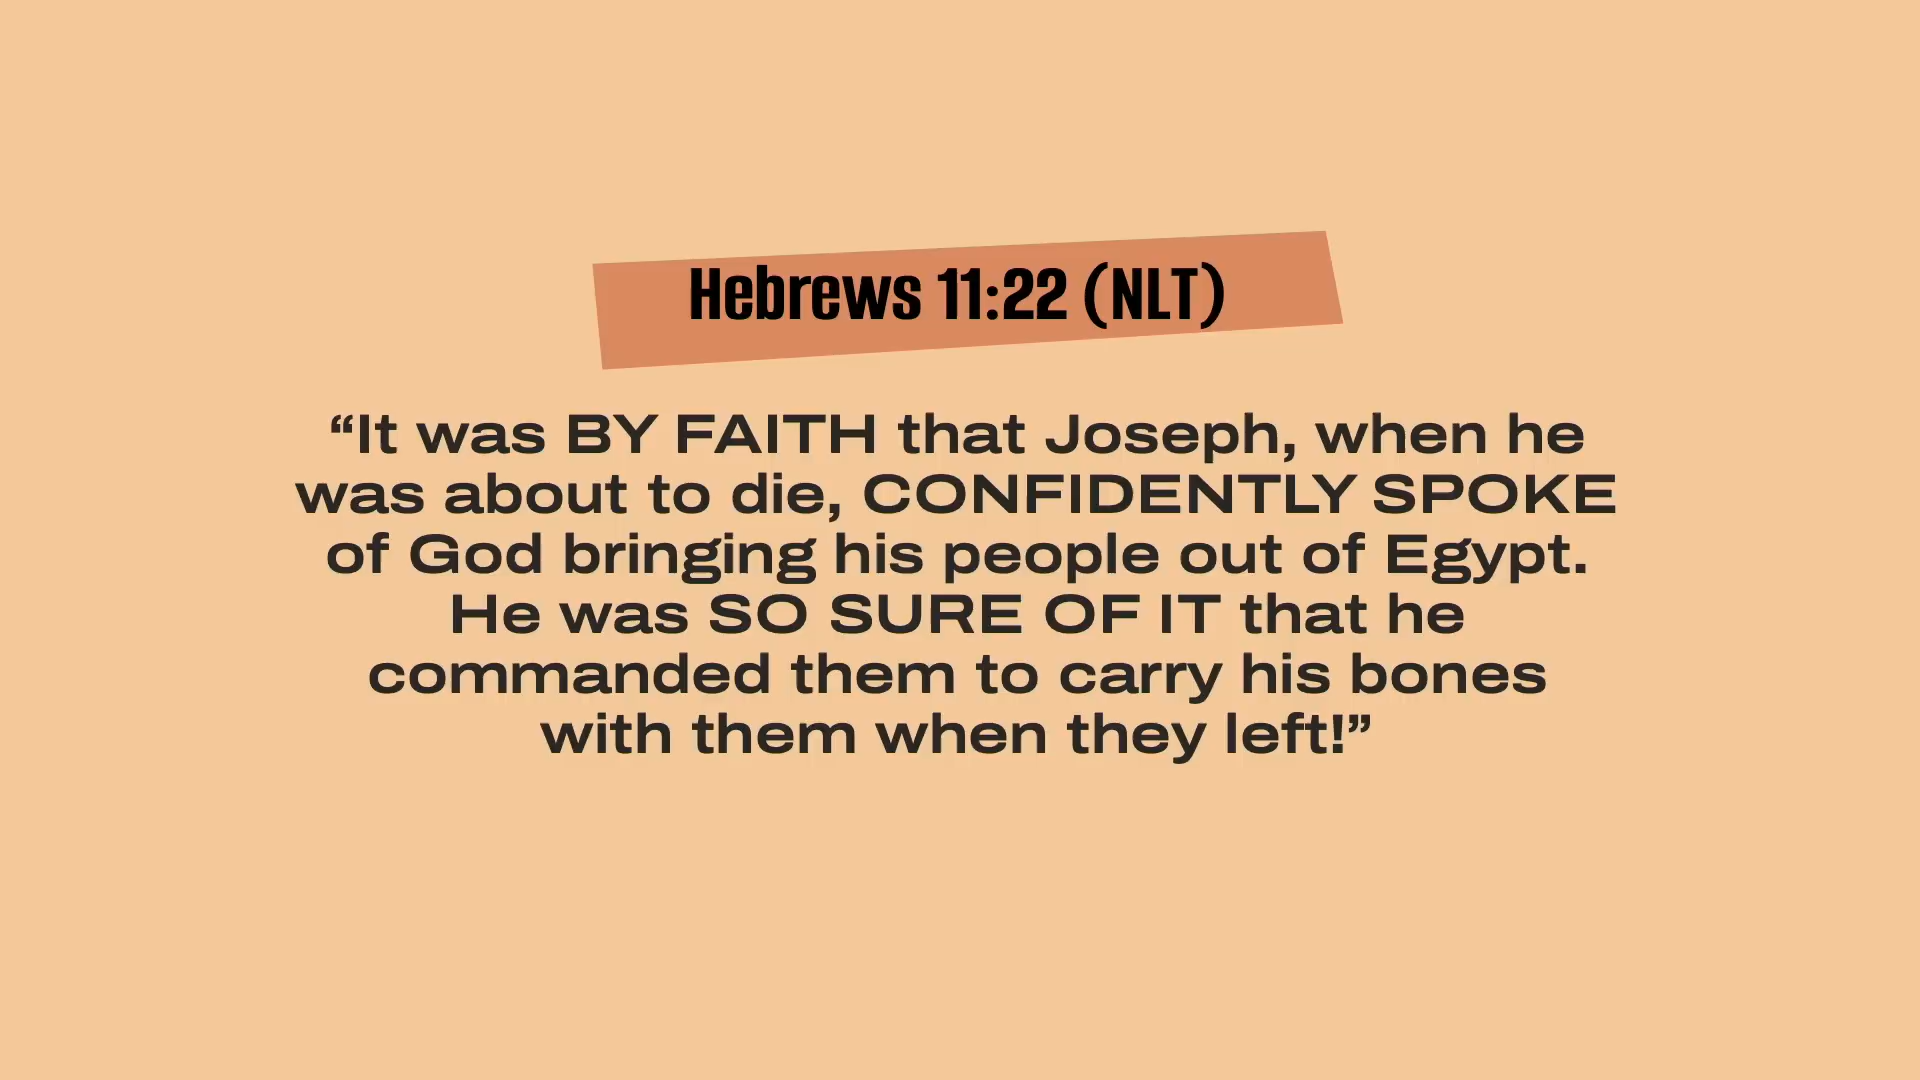 Hebrews 11:22 (NLT)
“It was BY FAITH that Joseph, when he
was about to die, CONFIDENTLY SPOKE
of God bringing his people out of Egypt.
He was SO SURE OF IT that he
commanded them to carry his bones
with them when they left!”